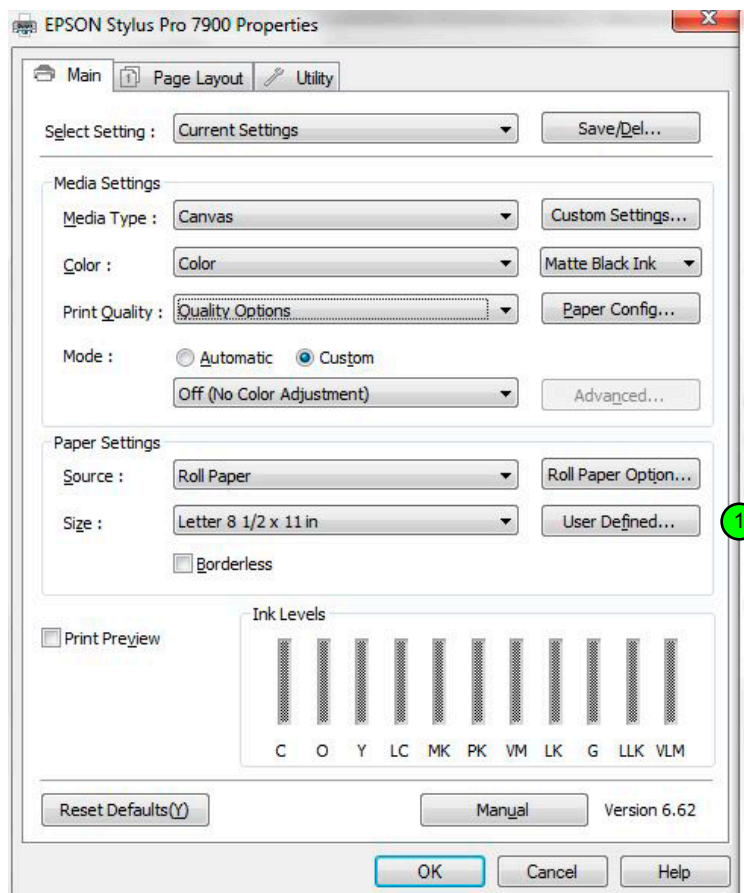 EPSON Stylus Pro 7900 Properties
X
Main 1 Page Layout Utility
Select Setting : Current Settings Save/Del...
Media Settings
Media Type : Canvas Custom Settings...
Color : Color Matte Black Ink
Print Quality : Quality Options Paper Config...
Mode : Automatic Custom
Off (No Color Adjustment) Advanced...
Paper Settings
Source : Roll Paper Roll Paper Option...
Size : Letter 8 1/2 x 11 in User Defined... 1
Borderless
Print Preview
Ink Levels
C O Y LC MK PK VM LK G LLK VLM
Reset Defaults(Y) Manual Version 6.62
OK Cancel Help